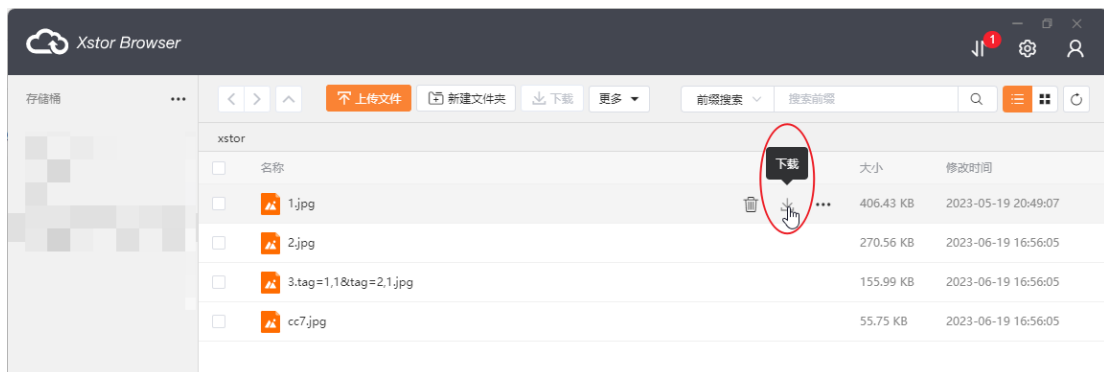 Xstor Browser
1
存储桶 ••• 上传文件 新建文件夹 下载 更多 前缀搜索 搜索前缀
xstor
下载
名称 大小 修改时间
1.jpg 406.43 KB 2023-05-19 20:49:07
2.jpg 270.56 KB 2023-06-19 16:56:05
3.tag=1,1&tag=2,1.jpg 155.99 KB 2023-06-19 16:56:05
cc7.jpg 55.75 KB 2023-06-19 16:56:05